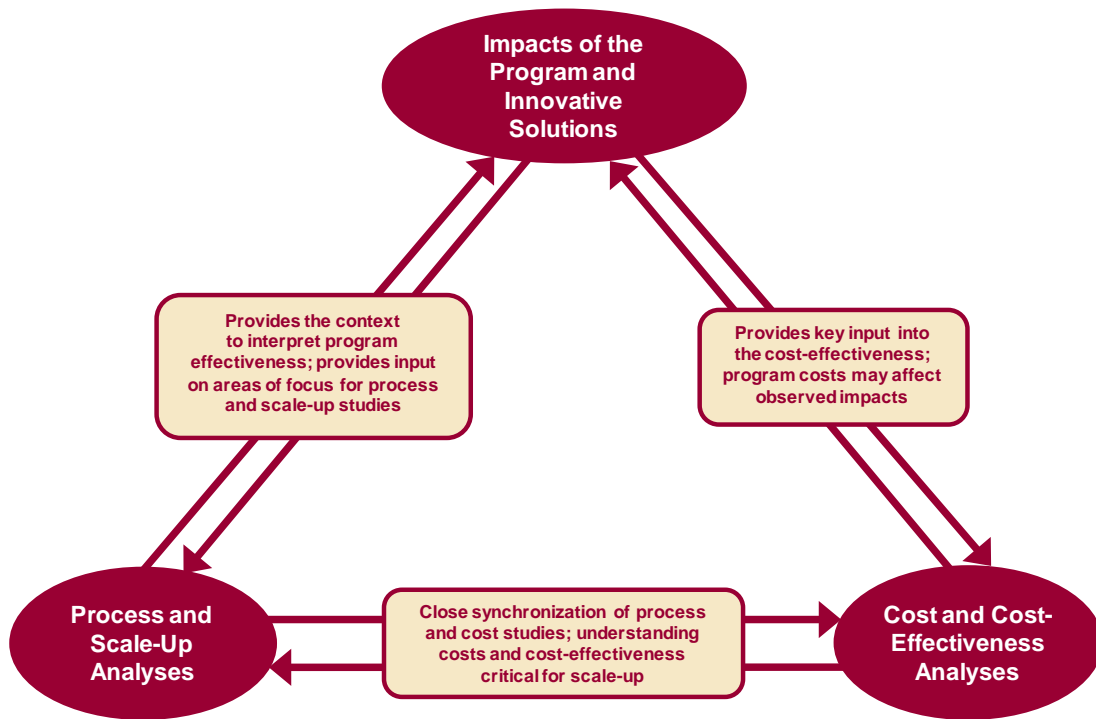 Impacts of the
Program and
Innovative
Solutions
Provides the context
to interpret program
effectiveness; provides input
on areas of focus for process
and scale-up studies
Provides key input into
the cost-effectiveness;
program costs may affect
observed impacts
Process and
Scale-Up
Analyses
Close synchronization of process
and cost studies; understanding
costs and cost-effectiveness
critical for scale-up
Cost and Cost-
Effectiveness
Analyses